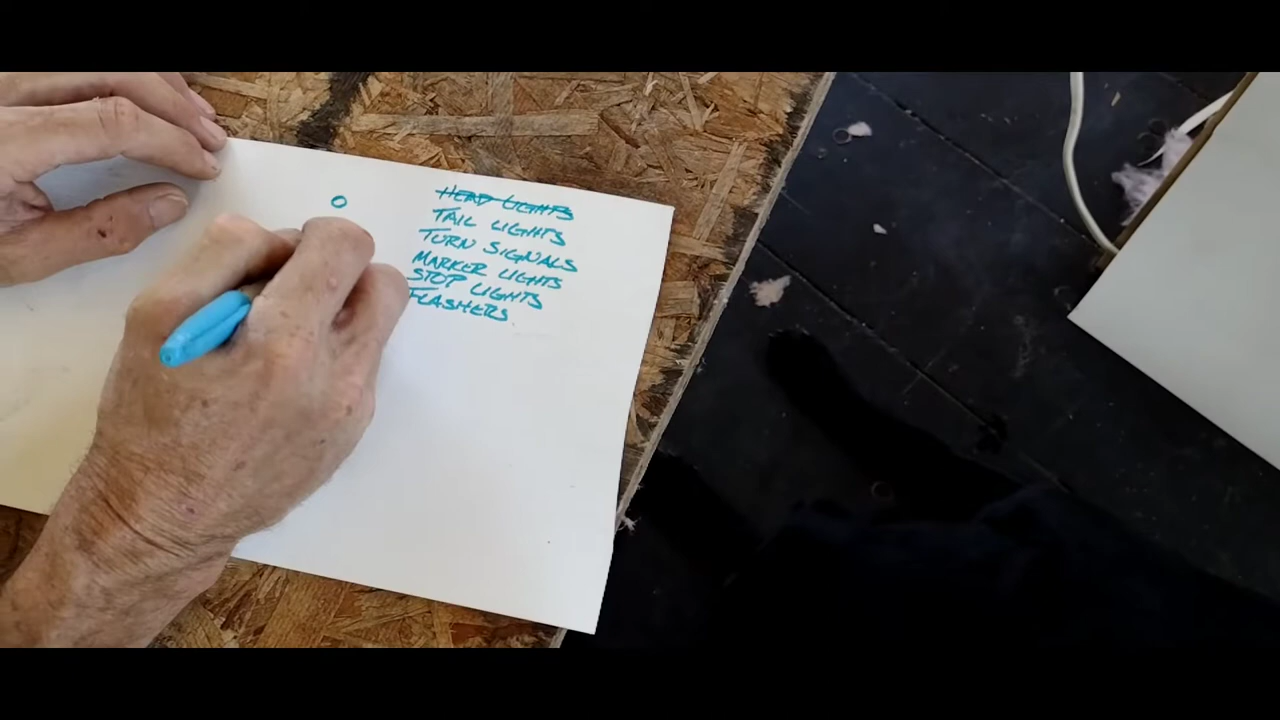 HEAD LIGHTS
TAIL LIGHTS
TURN SIGNALS
MARKER LIGHTS
STOP LIGHTS
FLASHERS